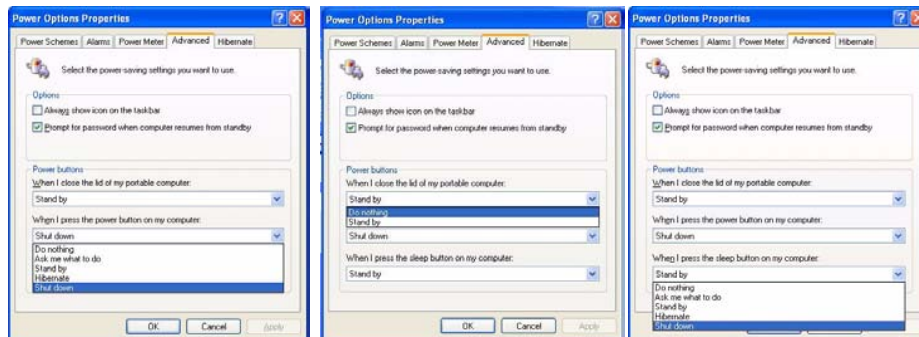 Power Options Properties
Power Schemes Alarms Power Meter Advanced Hibernate
Select the power-saving settings you want to use.
Options
Always show icon on the taskbar
Prompt for password when computer resumes from standby
Power buttons
When I close the lid of my portable computer:
Stand by
When I press the power button on my computer:
Shut down
Do nothing
Ask me what to do
Stand by
Hibernate
Shut down
OK Cancel Apply
Power Options Properties
Power Schemes Alarms Power Meter Advanced Hibernate
Select the power-saving settings you want to use.
Options
Always show icon on the taskbar
Prompt for password when computer resumes from standby
Power buttons
When I close the lid of my portable computer:
Stand by
Do nothing
Stand by
Shut down
When I press the sleep button on my computer:
Stand by
OK Cancel Apply
Power Options Properties
Power Schemes Alarms Power Meter Advanced Hibernate
Select the power-saving settings you want to use.
Options
Always show icon on the taskbar
Prompt for password when computer resumes from standby
Power buttons
When I close the lid of my portable computer:
Stand by
When I press the power button on my computer:
Shut down
When I press the sleep button on my computer:
Stand by
Do nothing
Ask me what to do
Stand by
Hibernate
Shut down